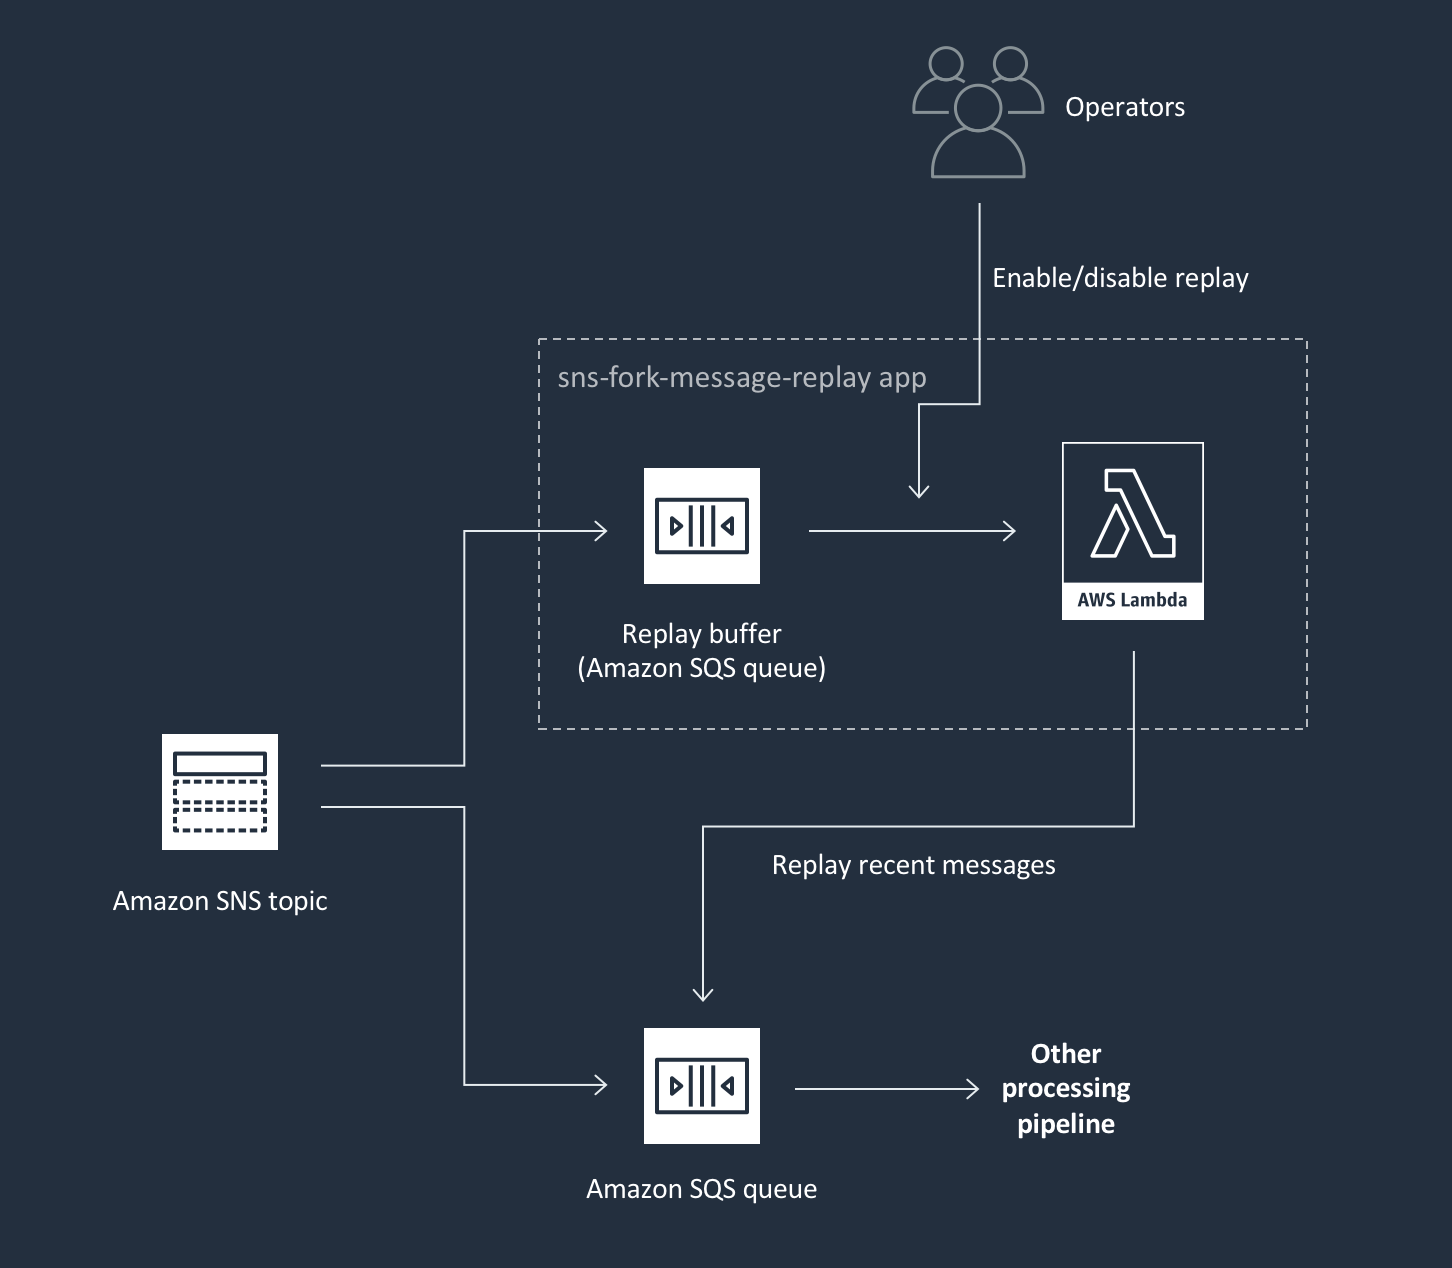 Operators
Enable/disable replay
sns-fork-message-replay app
AWS Lambda
Replay buffer
(Amazon SQS queue)
Replay recent messages
Amazon SNS topic
Other
processing
pipeline
Amazon SQS queue